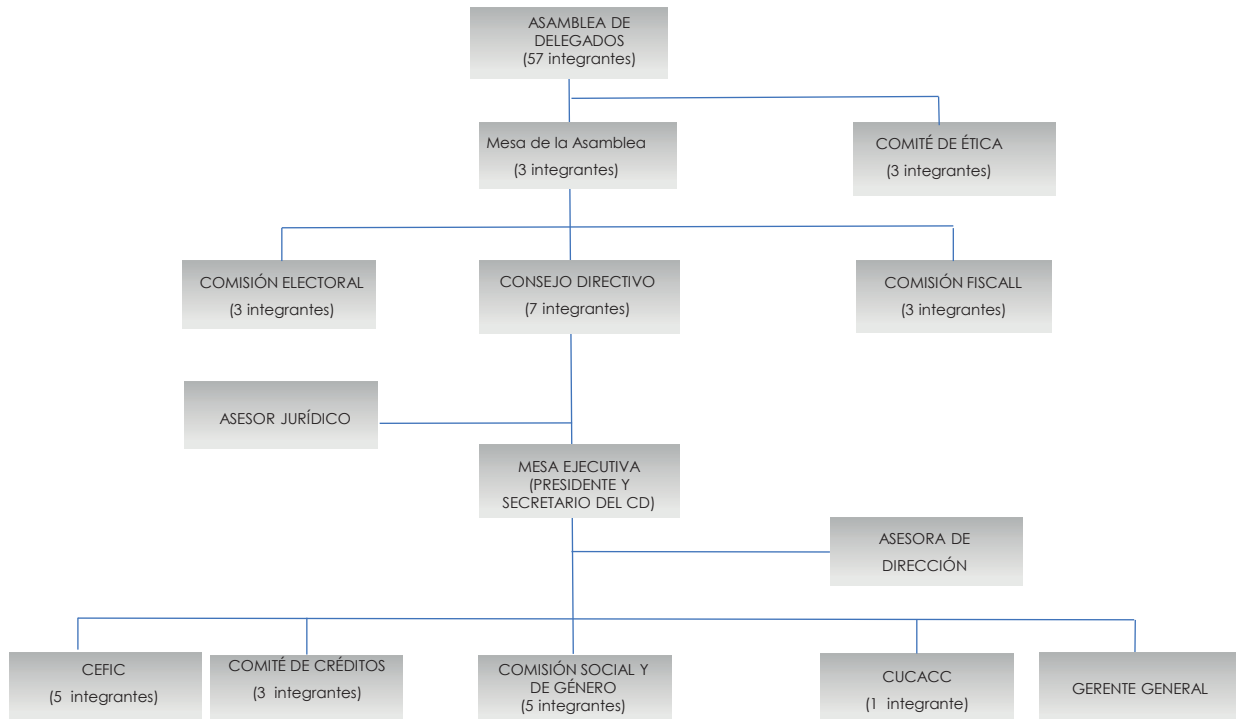 ASAMBLEA DE
DELEGADOS
(57 integrantes)
Mesa de la Asamblea
(3 integrantes)
COMITÉ DE ÉTICA
(3 integrantes)
COMISIÓN ELECTORAL
(3 integrantes)
CONSEJO DIRECTIVO
(7 integrantes)
COMISIÓN FISCALL
(3 integrantes)
ASESOR JURÍDICO
MESA EJECUTIVA
(PRESIDENTE Y
SECRETARIO DEL CD)
ASESORA DE
DIRECCIÓN
CEFIC
(5 integrantes)
COMITÉ DE CRÉDITOS
(3 integrantes)
COMISIÓN SOCIAL Y
DE GÉNERO
(5 integrantes)
CUCACC
(1 integrante)
GERENTE GENERAL